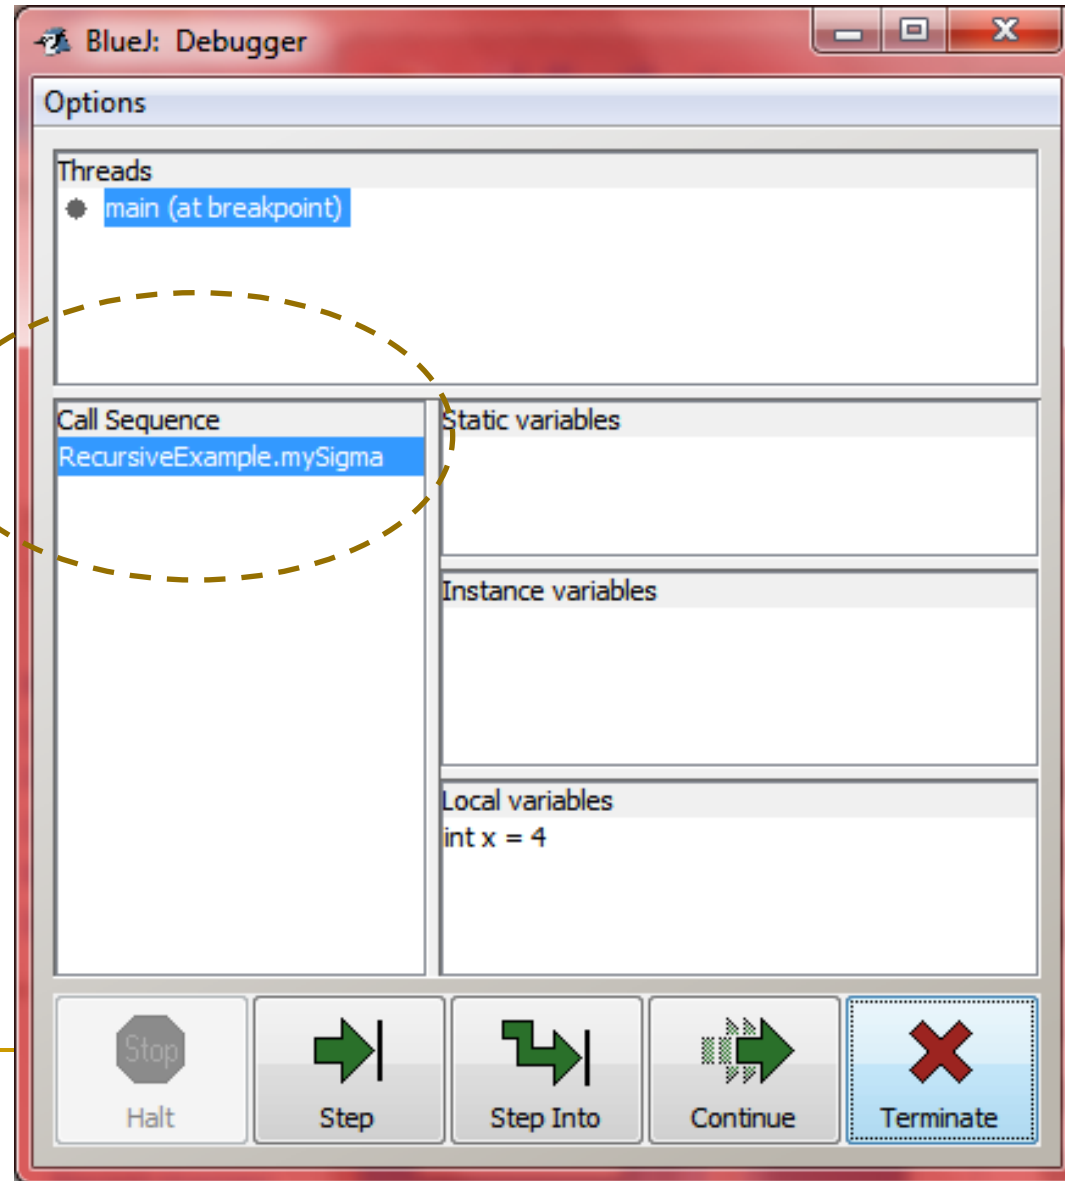 BlueJ: Debugger
Options
Threads
main (at breakpoint)
Call Sequence
RecursiveExample.mySigma
Static variables
Instance variables
Local variables
int x = 4
Stop
Halt
Step
Step Into
Continue
Terminate